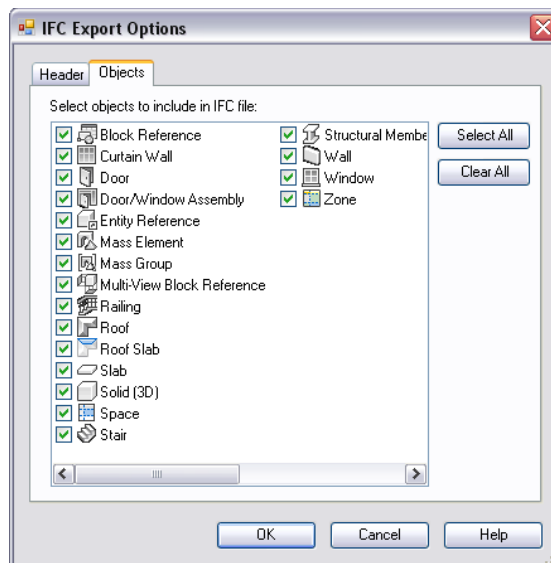 IFC Export Options
Header
Objects
Select objects to include in IFC file:
Block Reference
Curtain Wall
Door
Door/Window Assembly
Entity Reference
Mass Element
Mass Group
Multi-View Block Reference
Railing
Roof
Roof Slab
Slab
Solid (3D)
Space
Stair
Structural Membe
Wall
Window
Zone
Select All
Clear All
OK
Cancel
Help